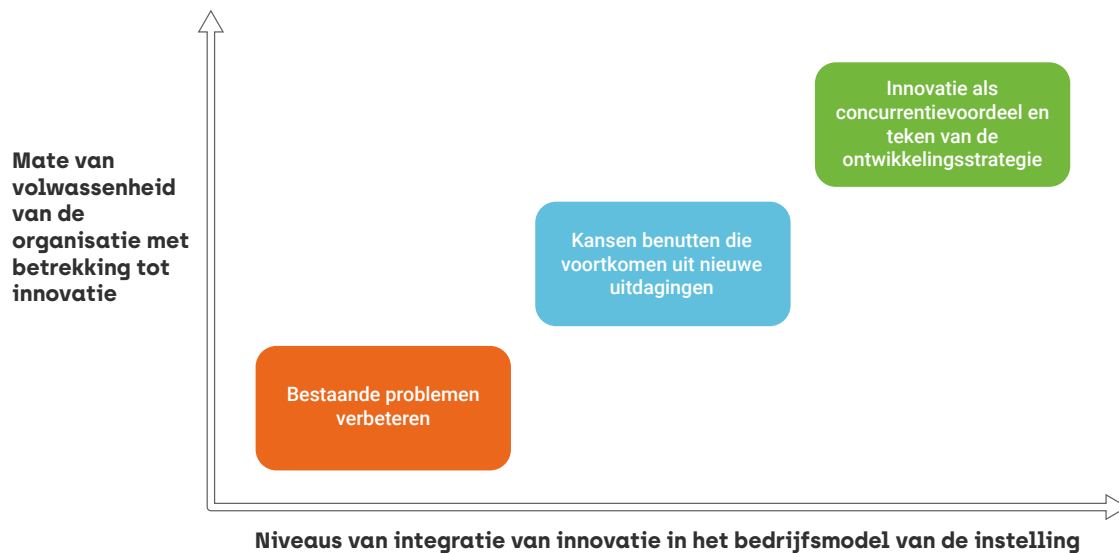 Innovatie als
concurrentievoordeel en
teken van de
ontwikkelingsstrategie
Mate van
volwassenheid
van de
organisatie met
betrekking tot
innovatie
Kansen benutten die
voortkomen uit nieuwe
uitdagingen
Bestaande problemen
verbeteren
Niveaus van integratie van innovatie in het bedrijfsmodel van de instelling